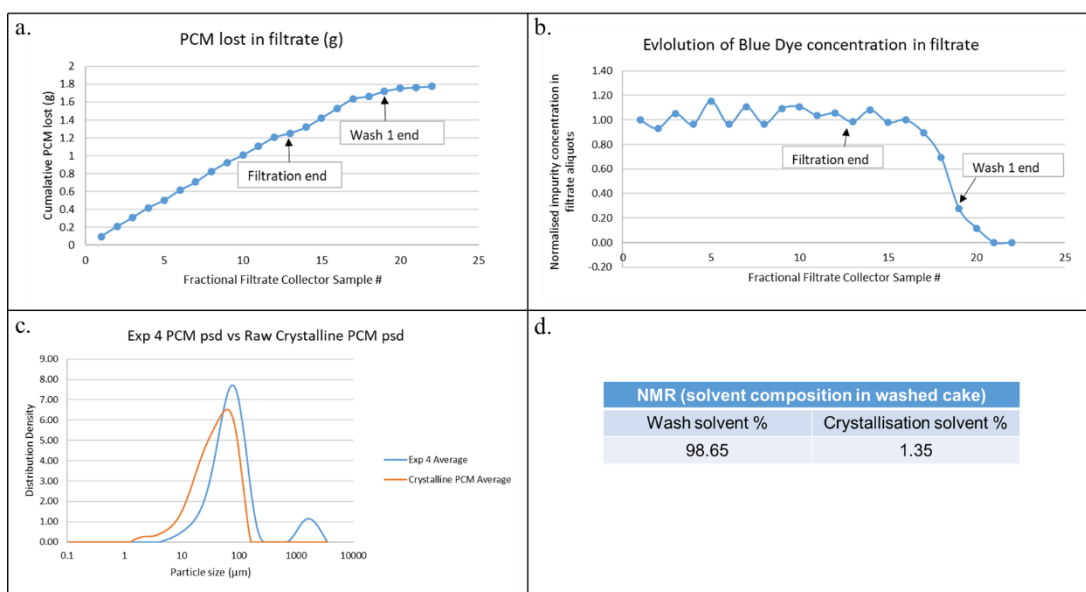 a.
PCM lost in filtrate (g)
Cumalative PCM lost (g)
2
1.8
1.6
1.4
1.2
1
0.8
0.6
0.4
0.2
0
0
5
10
15
20
25
Wash 1 end
Filtration end
Fractional Filtrate Collector Sample #
b.
Evlolution of Blue Dye concentration in filtrate
Normalised impurity concentration in
filtrate aliquots
1.40
1.20
1.00
0.80
0.60
0.40
0.20
0.00
-0.20
0
5
10
15
20
25
Filtration end
Wash 1 end
Fractional Filtrate Collector Sample #
c.
Exp 4 PCM psd vs Raw Crystalline PCM psd
Distribution Density
9.00
8.00
7.00
6.00
5.00
4.00
3.00
2.00
1.00
0.00
0.1
1
10
100
1000
10000
Particle size (μm)
Exp 4 Average
Crystalline PCM Average
d.
NMR (solvent composition in washed cake)
Wash solvent %
Crystallisation solvent %
98.65
1.35